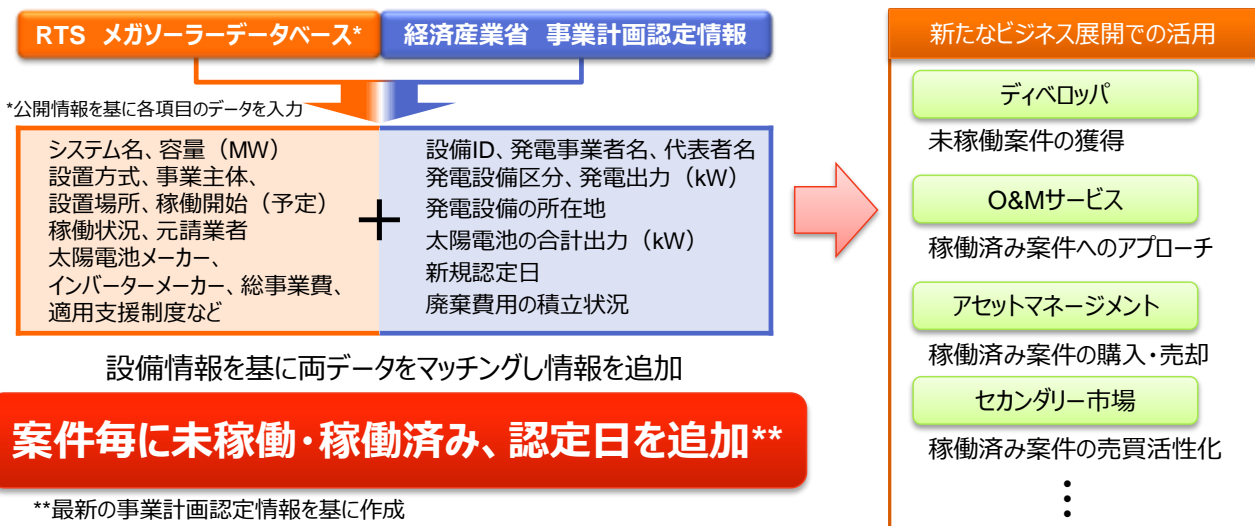 RTS メガソーラーデータベース*
経済産業省 事業計画認定情報
*公開情報を基に各項目のデータを入力
システム名、容量（MW）
設置方式、事業主体、
設置場所、稼働開始（予定）
稼働状況、元請業者
太陽電池メーカー、
インバーターメーカー、総事業費、
適用支援制度など
＋
設備ID、発電事業者名、代表者名
発電設備区分、発電出力（kW）
発電設備の所在地
太陽電池の合計出力（kW）
新規認定日
廃棄費用の積立状況
設備情報を基に両データをマッチングし情報を追加
案件毎に未稼働・稼働済み、認定日を追加**
**最新の事業計画認定情報を基に作成
新たなビジネス展開での活用
ディベロッパ
未稼働案件の獲得
O&Mサービス
稼働済み案件へのアプローチ
アセットマネージメント
稼働済み案件の購入・売却
セカンダリー市場
稼働済み案件の売買活性化
⋮